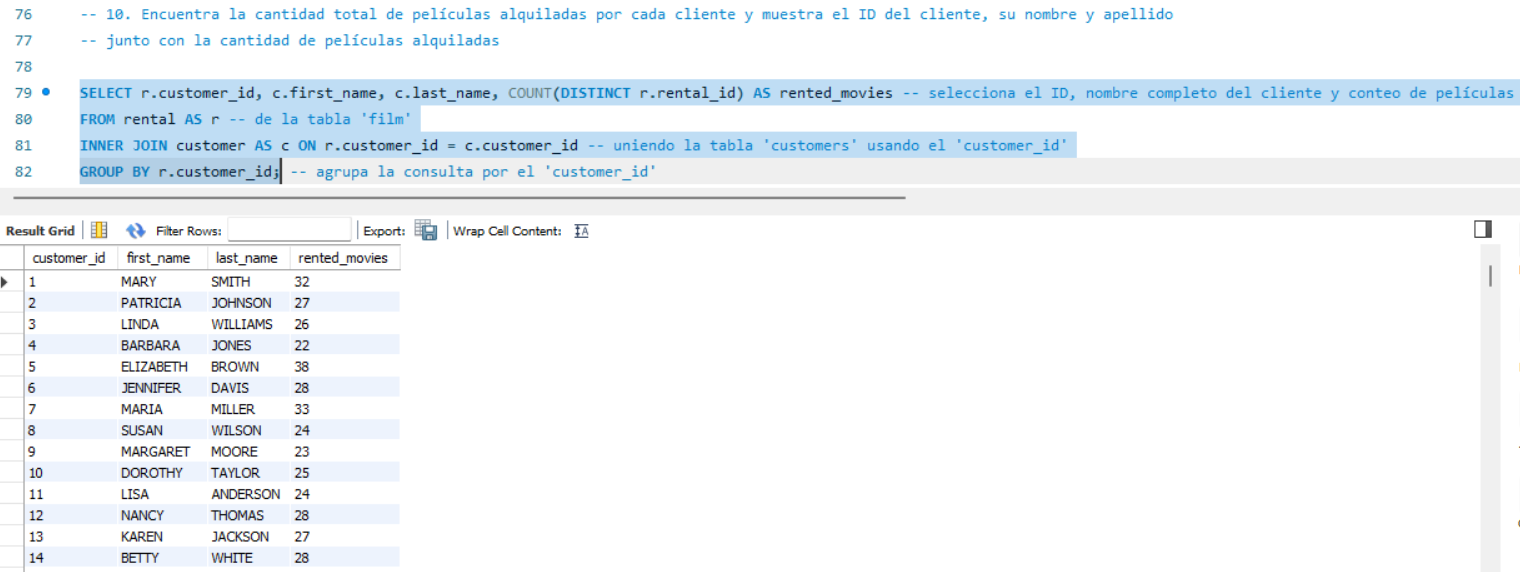 76 -- 10. Encuentra la cantidad total de películas alquiladas por cada cliente y muestra el ID del cliente, su nombre y apellido
77 -- junto con la cantidad de películas alquiladas
78
79 SELECT r.customer_id, c.first_name, c.last_name, COUNT(DISTINCT r.rental_id) AS rented_movies -- selecciona el ID, nombre completo del cliente y conteo de películas
80 FROM rental AS r -- de la tabla 'film'
81 INNER JOIN customer AS c ON r.customer_id = c.customer_id -- uniendo la tabla 'customers' usando el 'customer_id'
82 GROUP BY r.customer_id; -- agrupa la consulta por el 'customer_id'
Result Grid Filter Rows: Export: Wrap Cell Content: IA
customer_id first_name last_name rented_movies
1 MARY SMITH 32
2 PATRICIA JOHNSON 27
3 LINDA WILLIAMS 26
4 BARBARA JONES 22
5 ELIZABETH BROWN 38
6 JENNIFER DAVIS 28
7 MARIA MILLER 33
8 SUSAN WILSON 24
9 MARGARET MOORE 23
10 DOROTHY TAYLOR 25
11 LISA ANDERSON 24
12 NANCY THOMAS 28
13 KAREN JACKSON 27
14 BETTY WHITE 28